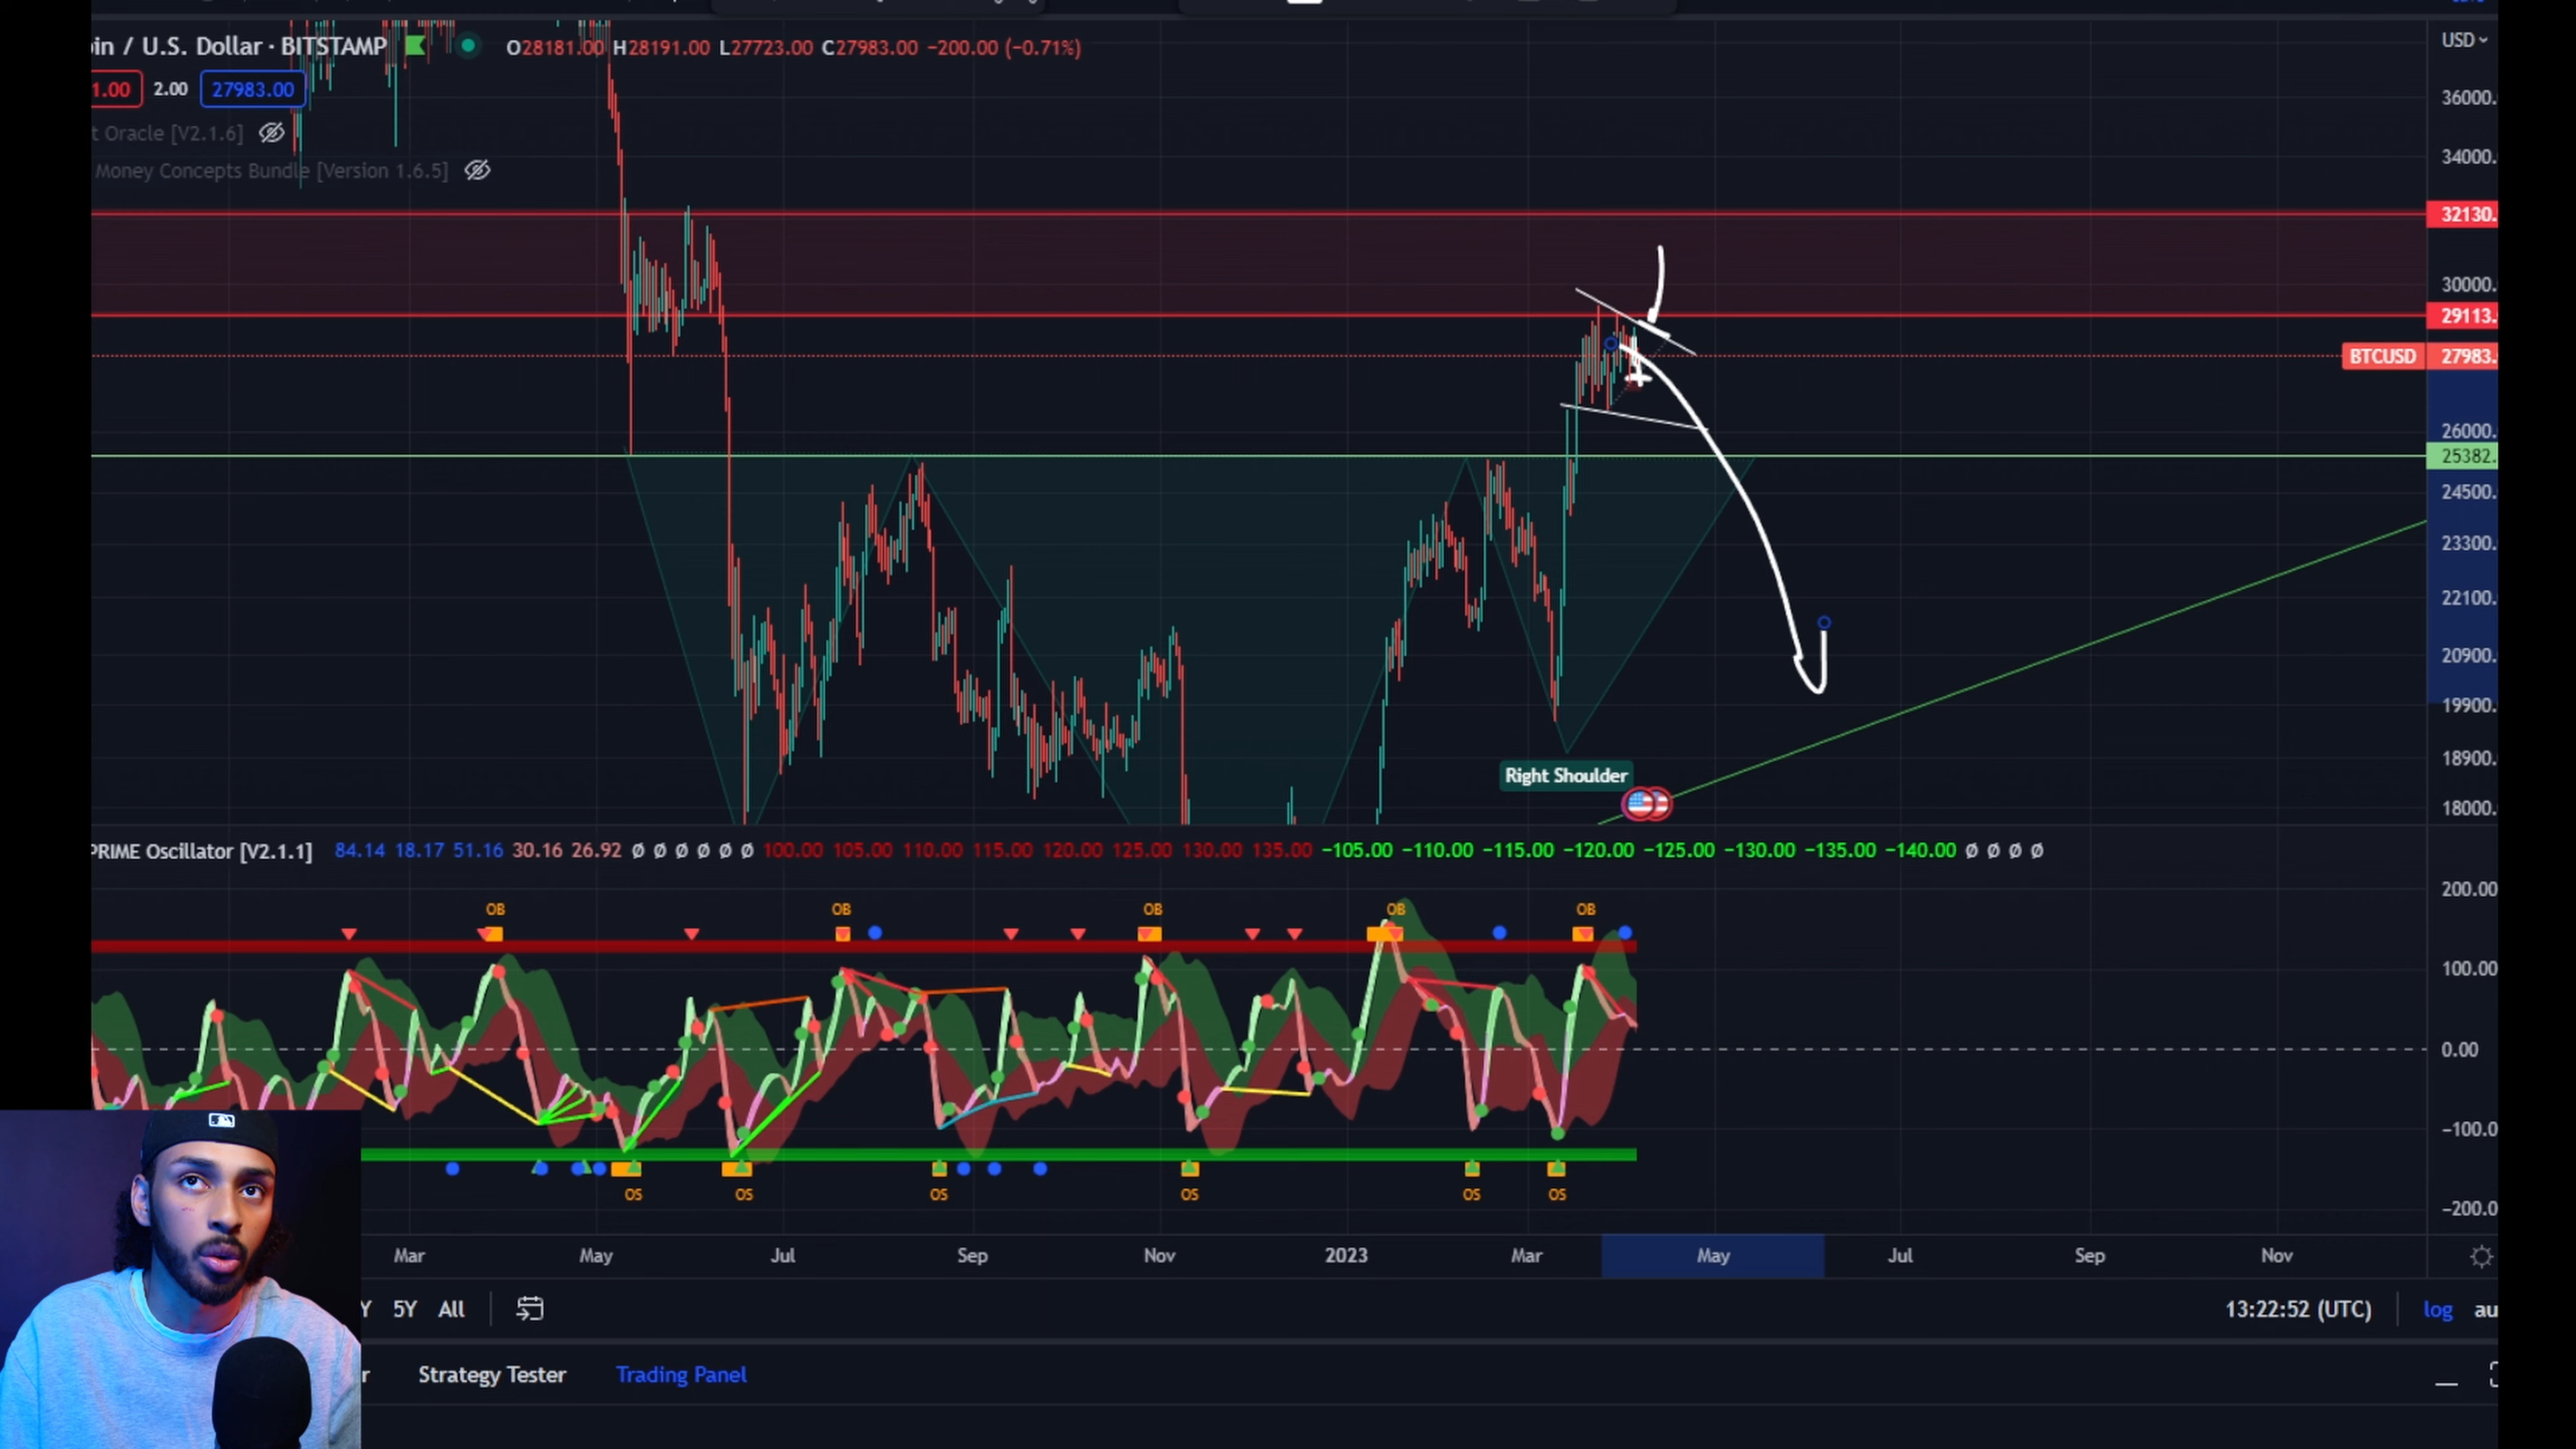 in / U.S. Dollar · BITSTAMP O28181.00 H28191.00 L27723.00 C27983.00 −200.00 (−0.71%)
USD
1.00 2.00 27983.00
t Oracle [V2.1.6]
Money Concepts Bundle [Version 1.6.5]
36000.
34000.
32130.
30000.
29113.
BTCUSD 27983.
26000.
25382.
24500.
23300.
22100.
20900.
19900.
18900.
18000.
Right Shoulder
PRIME Oscillator [V2.1.1] 84.14 18.17 51.16 30.16 26.92 Ø Ø Ø Ø Ø Ø 100.00 105.00 110.00 115.00 120.00 125.00 130.00 135.00 −105.00 −110.00 −115.00 −120.00 −125.00 −130.00 −135.00 −140.00 Ø Ø Ø Ø
200.00
OB OB OB OB OB
100.00
0.00
−100.0
OS OS OS OS OS OS
−200.0
Mar May Jul Sep Nov 2023 Mar May Jul Sep Nov
Y 5Y All
13:22:52 (UTC) log au
r Strategy Tester Trading Panel